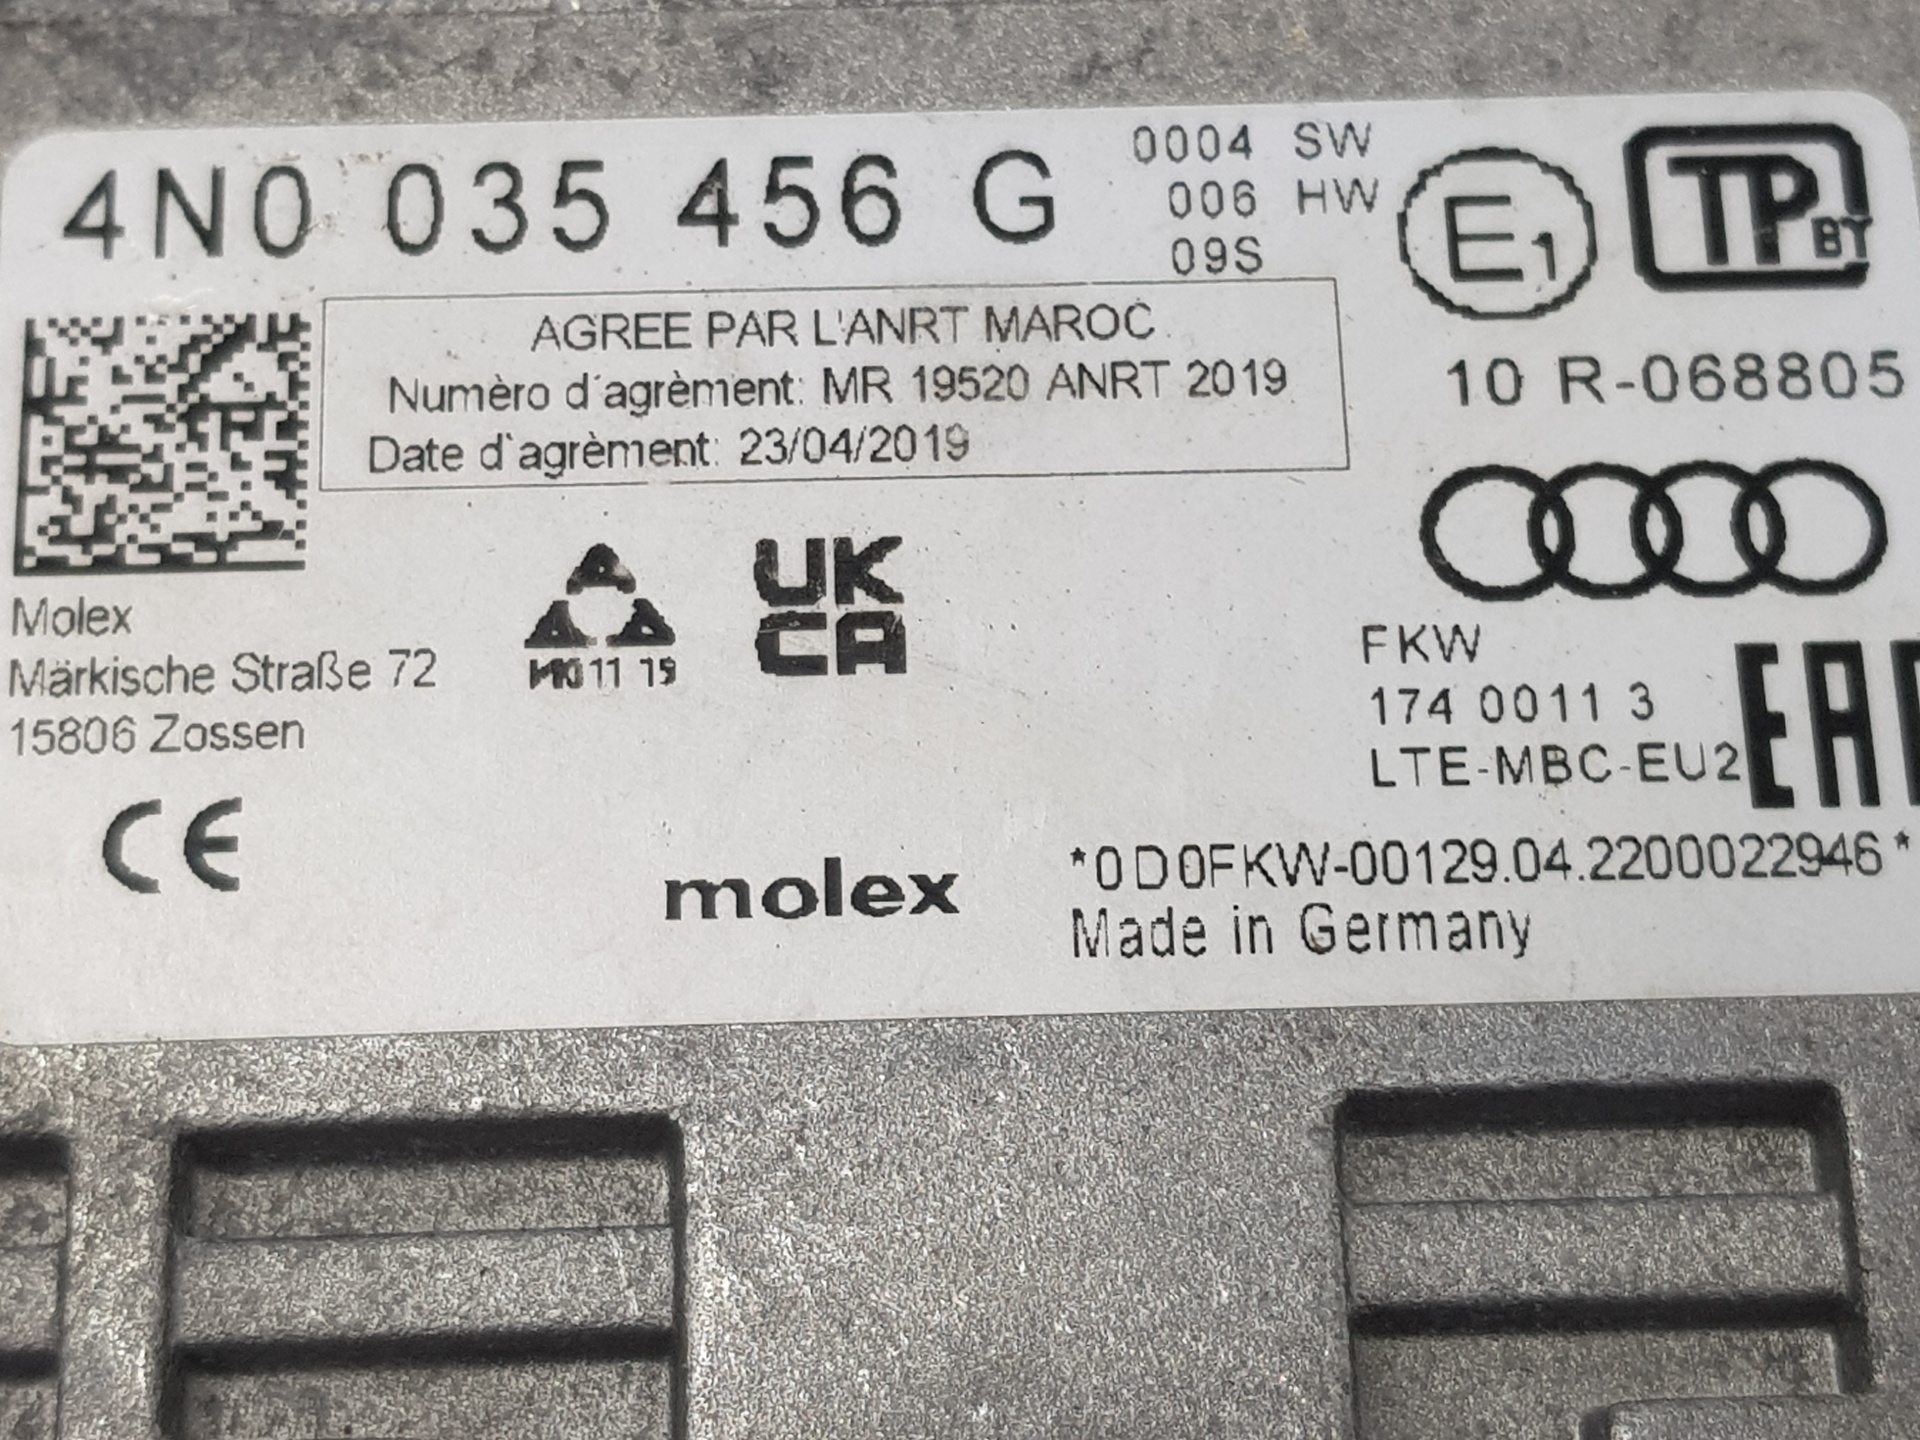 4N0 035 456 G
0004 SW
006 HW
09S
E1
TP BT
AGREE PAR L'ANRT MAROC
Numèro d´agrèment: MR 19520 ANRT 2019
Date d`agrèment: 23/04/2019
10 R-068805
UK
CA
Molex
Märkische Straße 72
15806 Zossen
FKW
174 0011 3
LTE-MBC-EU2
CE
molex
*0D0FKW-00129.04.2200022946*
Made in Germany